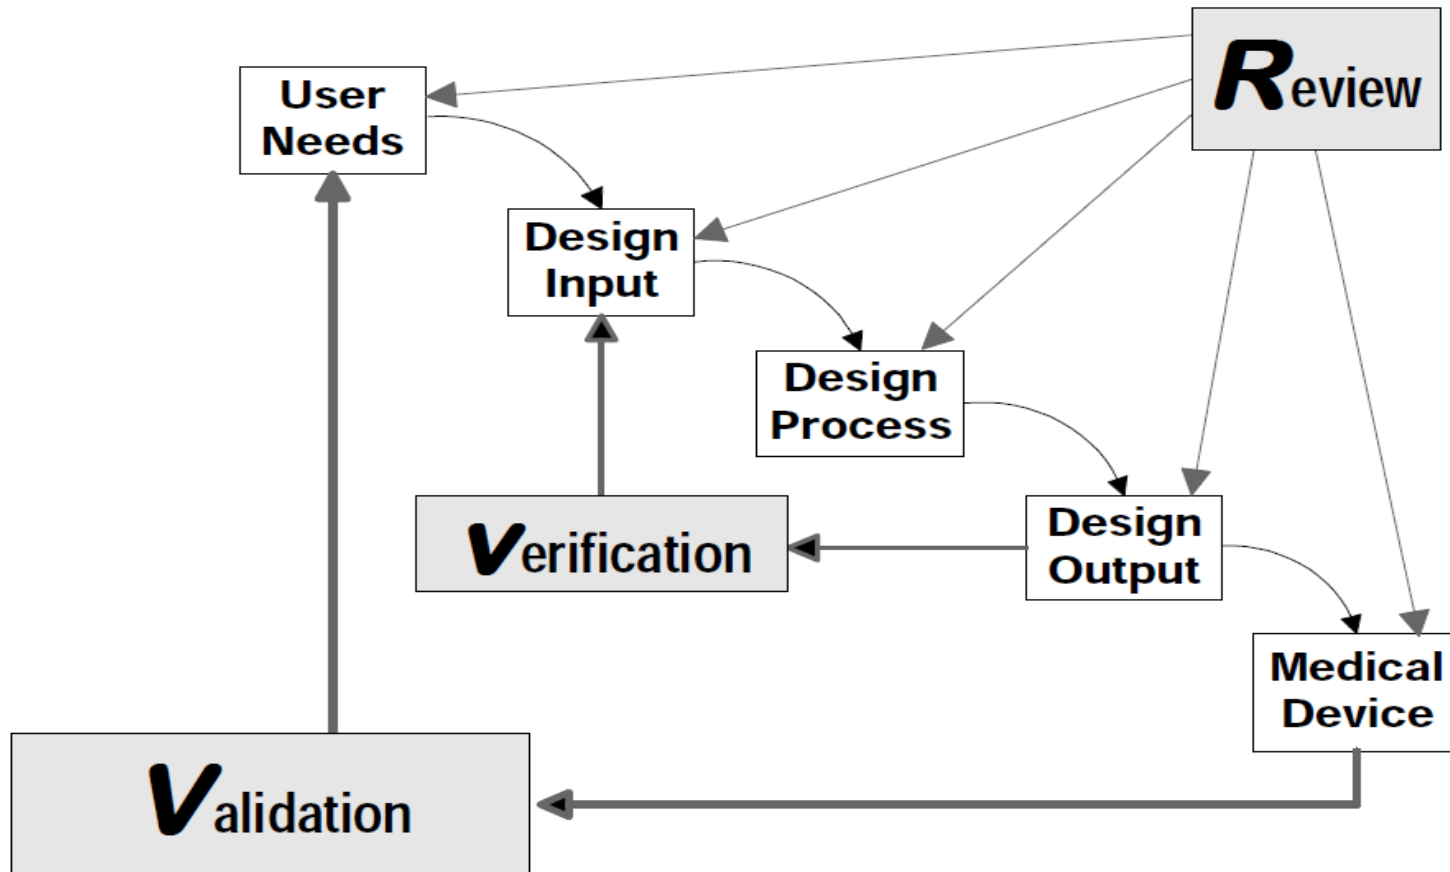 Review
User
Needs
Design
Input
Design
Process
Design
Output
Verification
Medical
Device
Validation